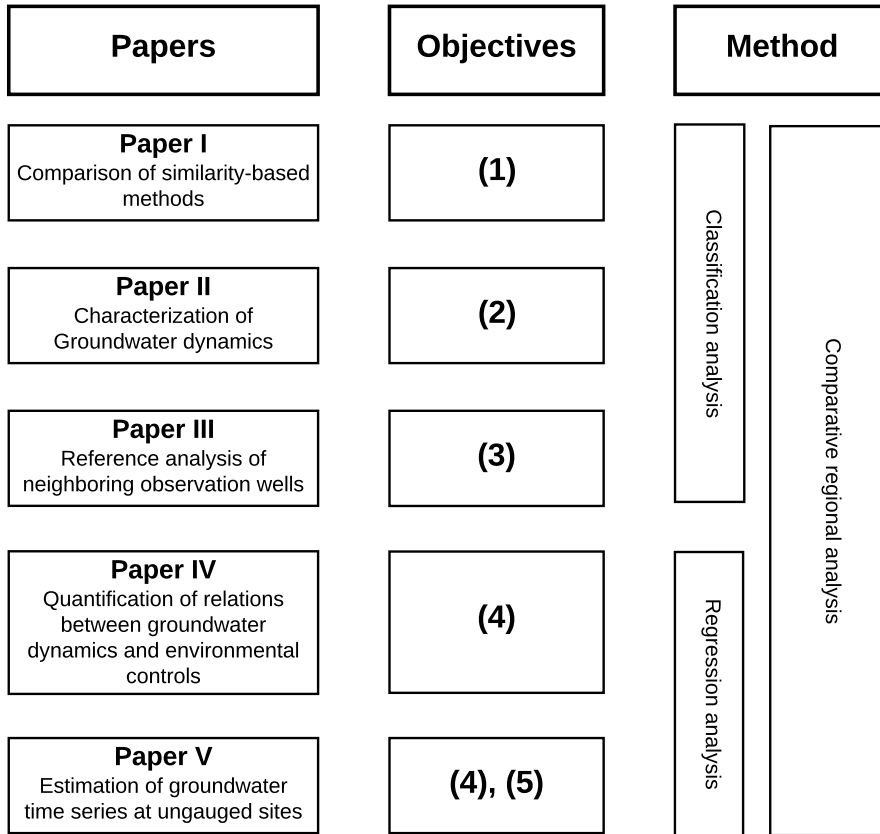 Papers
Objectives
Method
Paper I
Comparison of similarity-based
methods
(1)
Paper II
Characterization of
Groundwater dynamics
(2)
Paper III
Reference analysis of
neighboring observation wells
(3)
Paper IV
Quantification of relations
between groundwater
dynamics and environmental
controls
(4)
Paper V
Estimation of groundwater
time series at ungauged sites
(4), (5)
Classification analysis
Regression analysis
Comparative regional analysis